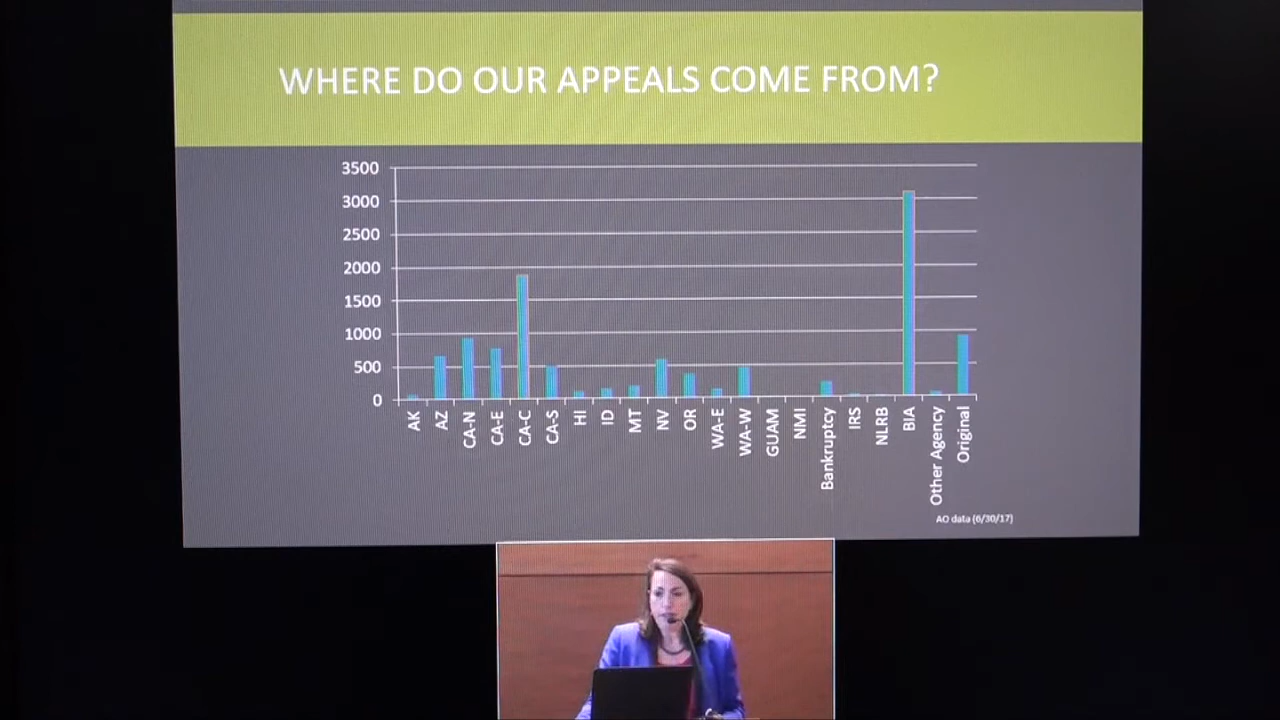 WHERE DO OUR APPEALS COME FROM?
3500
3000
2500
2000
1500
1000
500
0
AK
AZ
CA-N
CA-E
CA-C
CA-S
HI
ID
MT
NV
OR
WA-E
WA-W
GUAM
NMI
Bankruptcy
IRS
NLRB
BIA
Other Agency
Original
AO data (6/30/17)